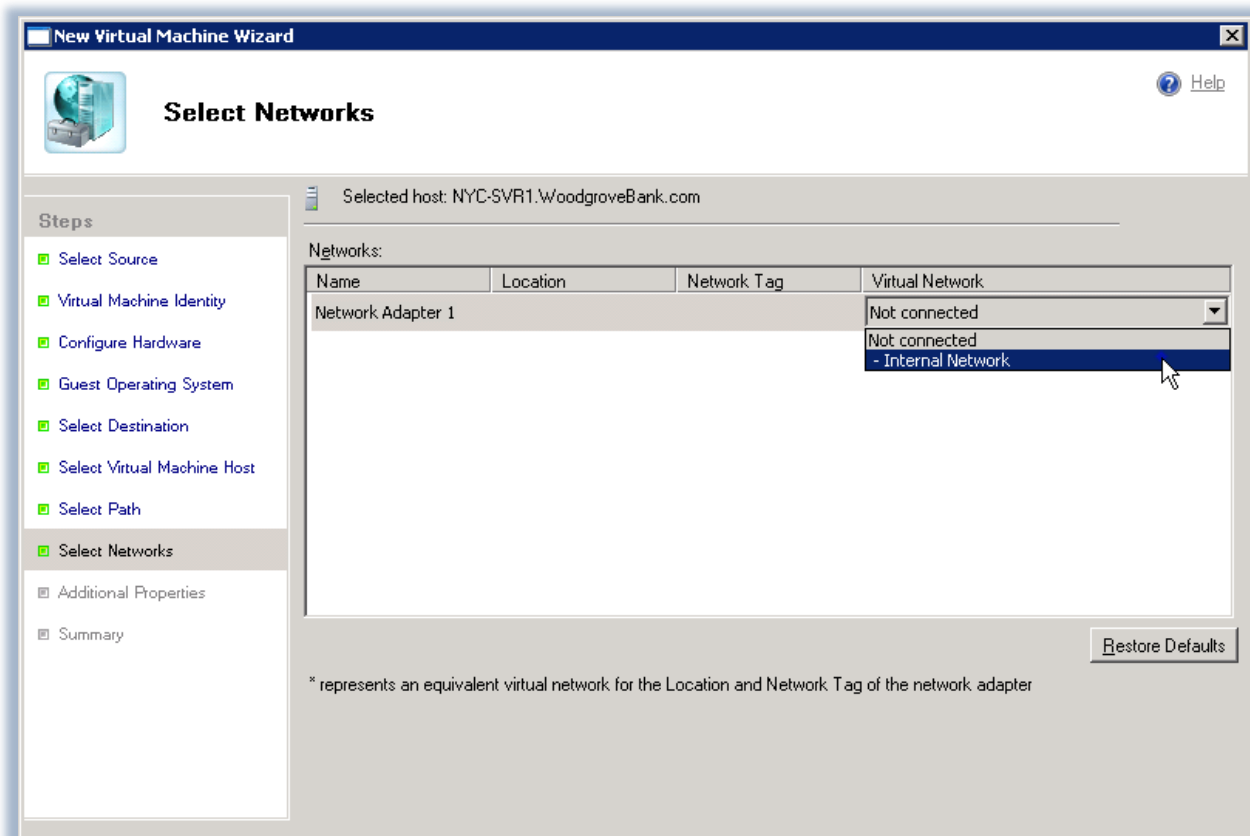 New Virtual Machine Wizard
Select Networks
Help
Selected host: NYC-SVR1.WoodgroveBank.com
Steps
Select Source
Virtual Machine Identity
Configure Hardware
Guest Operating System
Select Destination
Select Virtual Machine Host
Select Path
Select Networks
Additional Properties
Summary
Networks:
Name Location Network Tag Virtual Network
Network Adapter 1 Not connected
Not connected
- Internal Network
Restore Defaults
* represents an equivalent virtual network for the Location and Network Tag of the network adapter